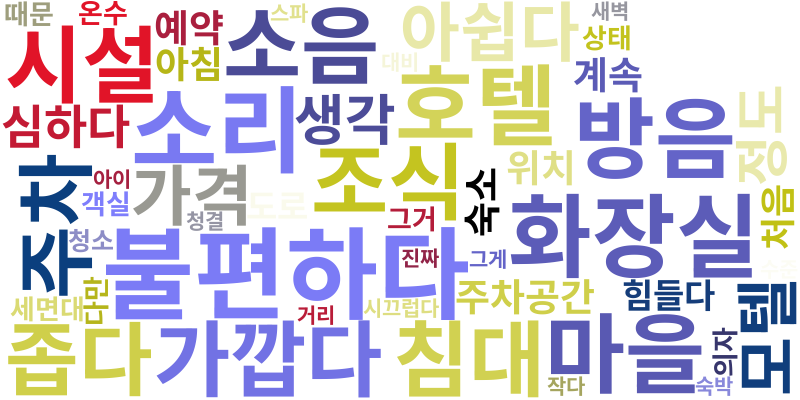 때문
온수
예약
소음
스파
아쉽다
새벽
상태
시설
아침
대비
계속
심하다
소리
생각
호텔
방음
정도
주차
아이
가격
조식
위치
숙소
객실
청결
도로
그거
화장실
처음
청소
불편하다
진짜
그게
세면대
다만
거리
시끄럽다
주차공간
힘들다
모텔
좁다
가깝다
침대
마을
의자
작다
숙박